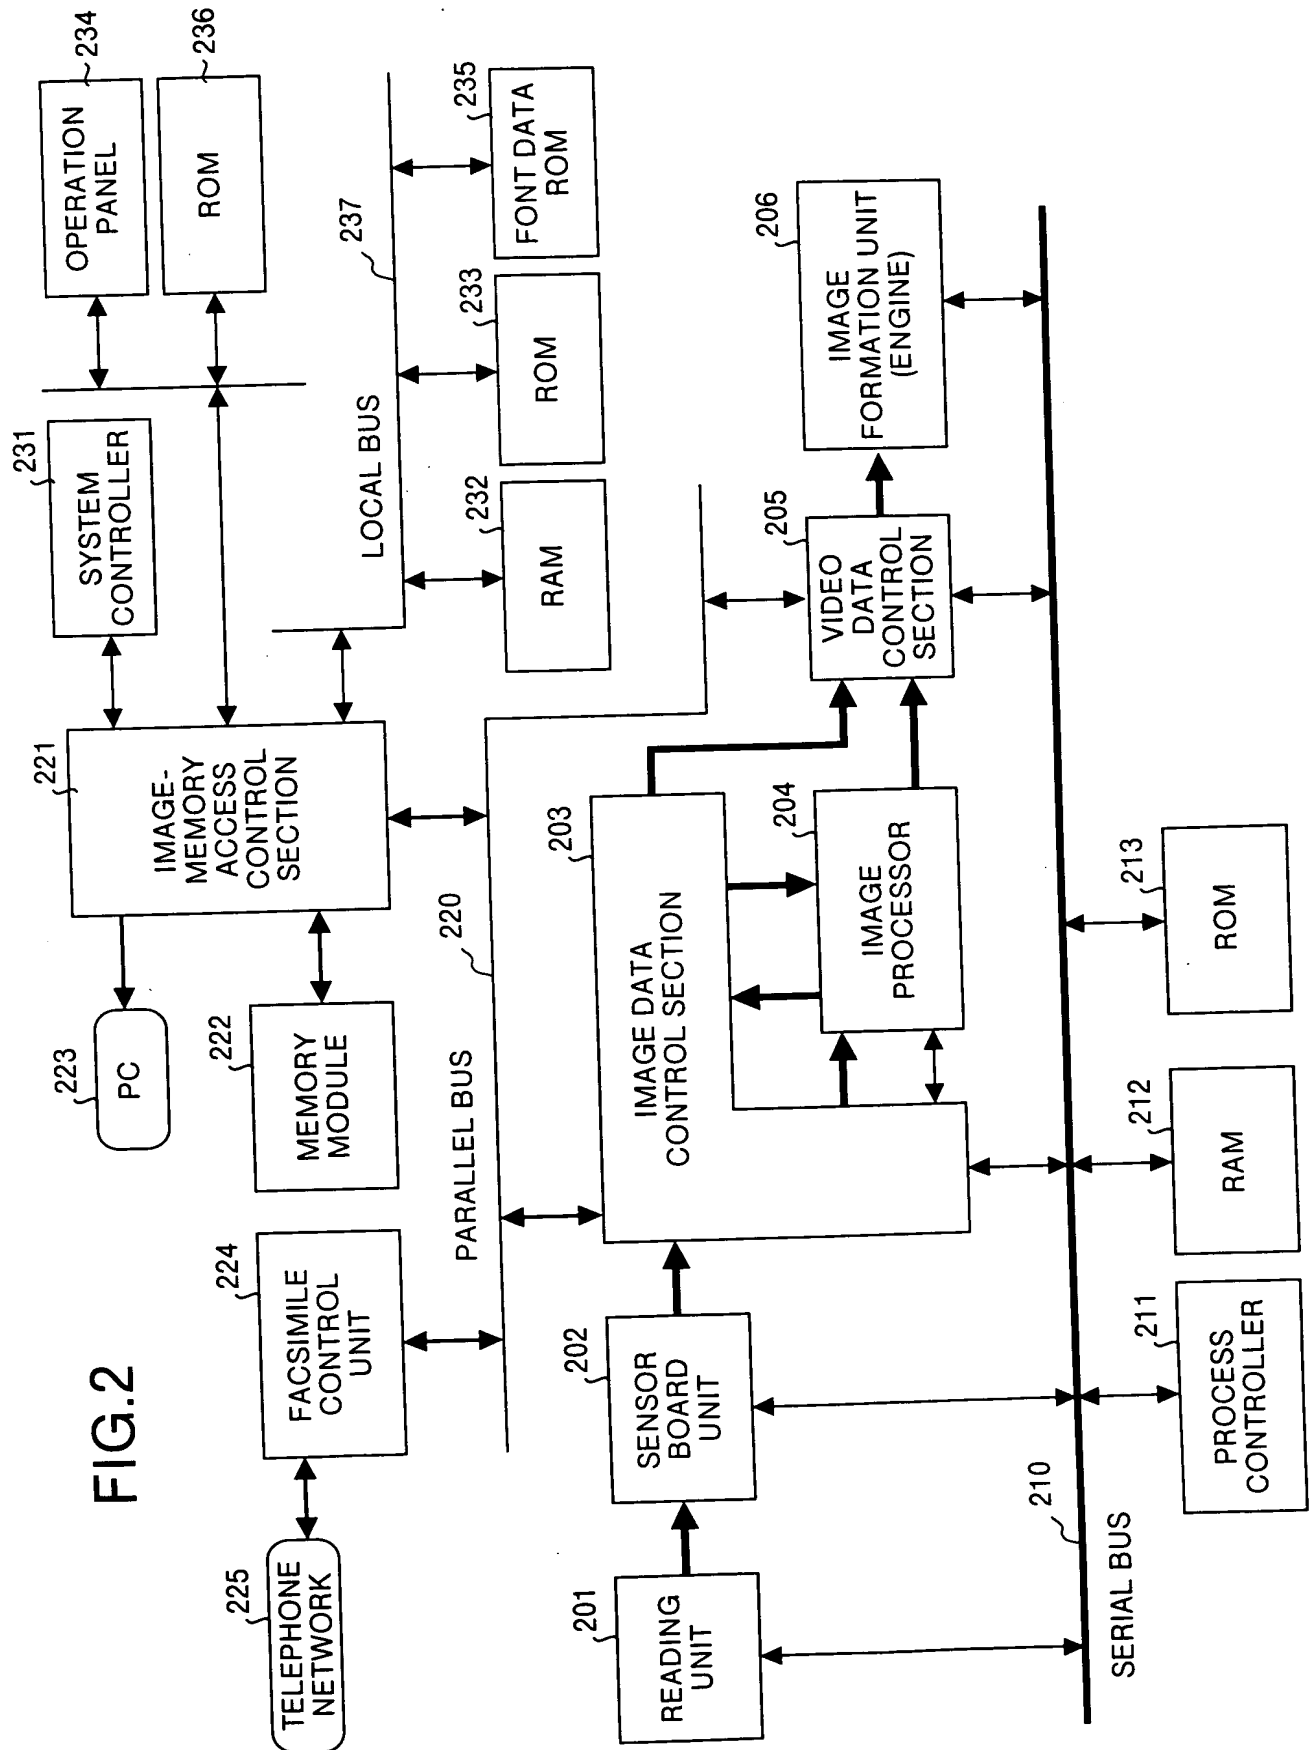 FIG.2
225
TELEPHONE
NETWORK
224
FACSIMILE
CONTROL
UNIT
223
PC
222
MEMORY
MODULE
221
IMAGE-
MEMORY
ACCESS
CONTROL
SECTION
231
SYSTEM
CONTROLLER
234
OPERATION
PANEL
236
ROM
LOCAL BUS
237
232
RAM
233
ROM
235
FONT DATA
ROM
PARALLEL BUS
220
201
READING
UNIT
202
SENSOR
BOARD
UNIT
203
IMAGE DATA
CONTROL SECTION
204
IMAGE
PROCESSOR
205
VIDEO
DATA
CONTROL
SECTION
206
IMAGE
FORMATION UNIT
(ENGINE)
SERIAL BUS
210
211
PROCESS
CONTROLLER
212
RAM
213
ROM